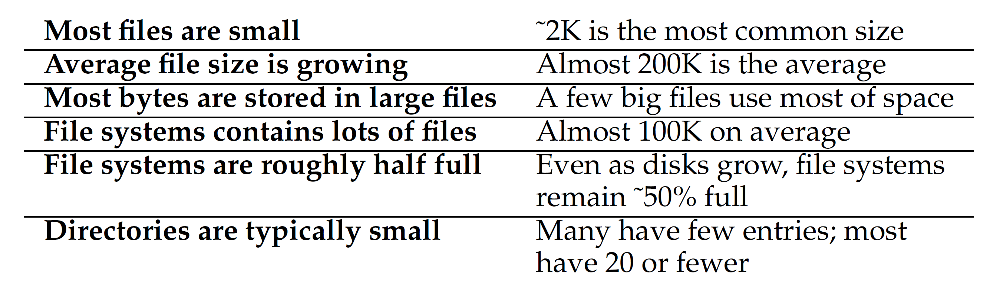 Most files are small ˜2K is the most common size
Average file size is growing Almost 200K is the average
Most bytes are stored in large files A few big files use most of space
File systems contains lots of files Almost 100K on average
File systems are roughly half full Even as disks grow, file systems
remain ˜50% full
Directories are typically small Many have few entries; most
have 20 or fewer